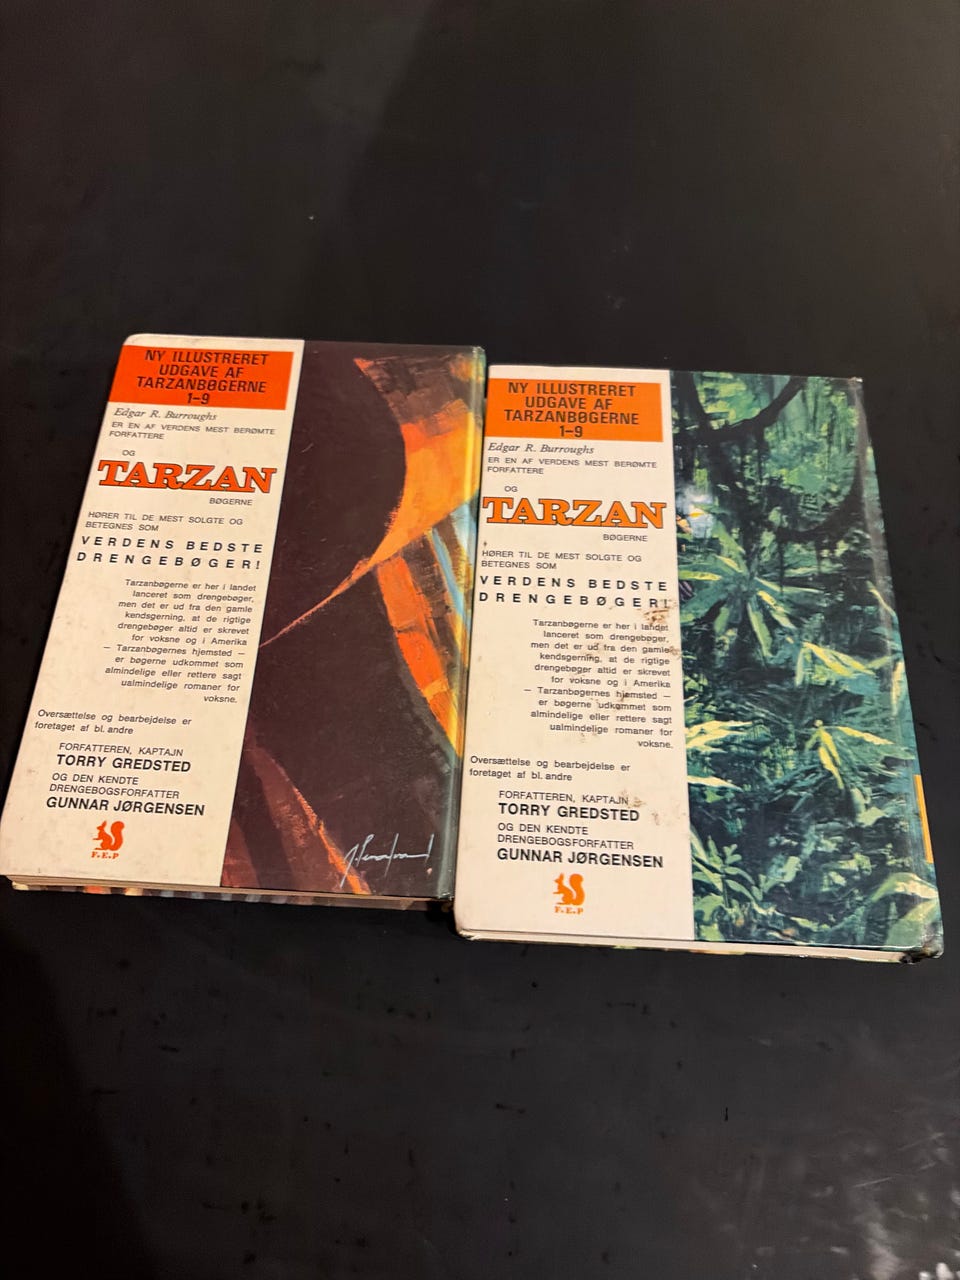 NY ILLUSTRERET
UDGAVE AF
TARZANBØGERNE
1–9
Edgar R. Burroughs
ER EN AF VERDENS MEST BERØMTE
FORFATTERE
OG
TARZAN
BØGERNE
HØRER TIL DE MEST SOLGTE OG
BETEGNES SOM
VERDENS BEDSTE
DRENGEBØGER!
Tarzanbøgerne er her i landet
lanceret som drengebøger,
men det er ud fra den gamle
kendsgerning, at de rigtige
drengebøger altid er skrevet
for voksne og i Amerika
— Tarzanbøgernes hjemsted —
er bøgerne udkommet som
almindelige eller rettere sagt
ualmindelige romaner for
voksne.
Oversættelse og bearbejdelse er
foretaget af bl. andre
FORFATTEREN, KAPTAJN
TORRY GREDSTED
OG DEN KENDTE
DRENGEBOGSFORFATTER
GUNNAR JØRGENSEN
F.E.P
NY ILLUSTRERET
UDGAVE AF
TARZANBØGERNE
1–9
Edgar R. Burroughs
ER EN AF VERDENS MEST BERØMTE
FORFATTERE
OG
TARZAN
BØGERNE
HØRER TIL DE MEST SOLGTE OG
BETEGNES SOM
VERDENS BEDSTE
DRENGEBØGER!
Tarzanbøgerne er her i landet
lanceret som drengebøger,
men det er ud fra den gamle
kendsgerning, at de rigtige
drengebøger altid er skrevet
for voksne og i Amerika
— Tarzanbøgernes hjemsted —
er bøgerne udkommet som
almindelige eller rettere sagt
ualmindelige romaner for
voksne.
Oversættelse og bearbejdelse er
foretaget af bl. andre
FORFATTEREN, KAPTAJN
TORRY GREDSTED
OG DEN KENDTE
DRENGEBOGSFORFATTER
GUNNAR JØRGENSEN
F.E.P